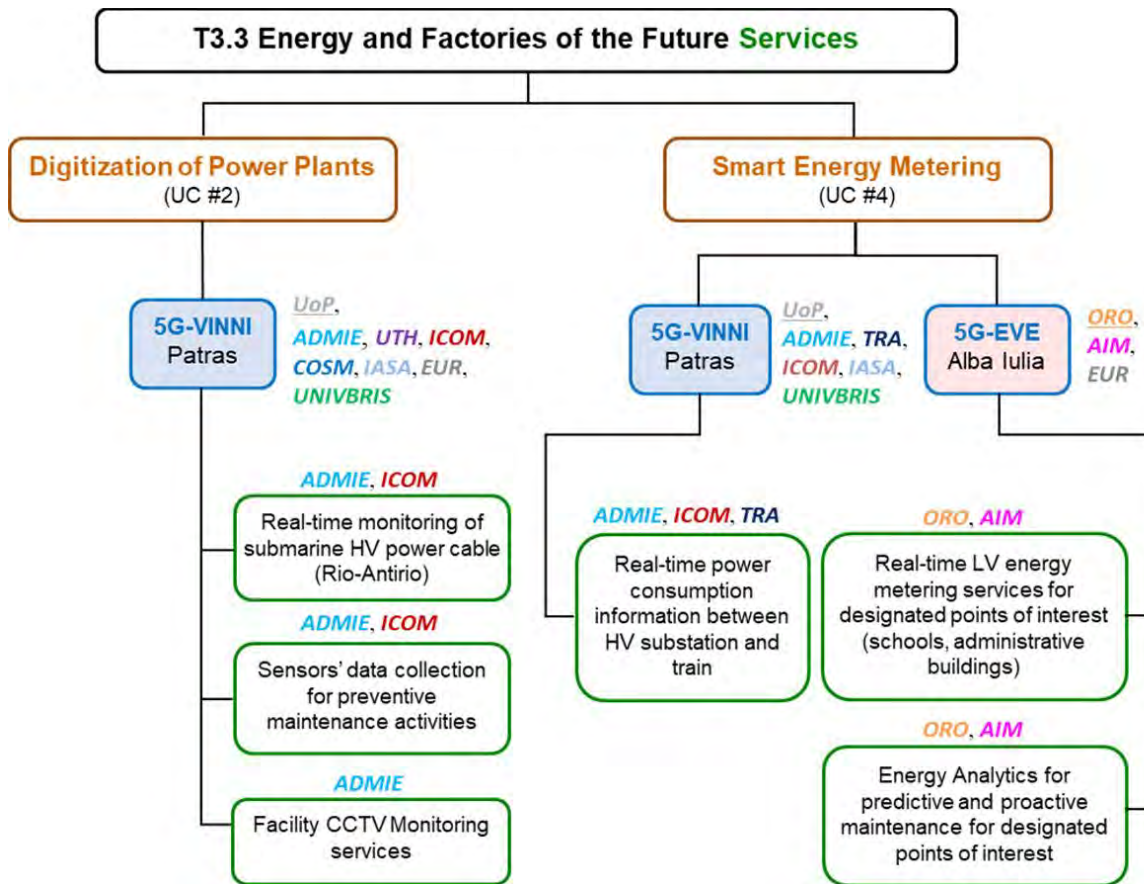 T3.3 Energy and Factories of the Future Services
Digitization of Power Plants
(UC #2)
Smart Energy Metering
(UC #4)
5G-VINNI
Patras
UoP,
ADMIE, UTH, ICOM,
COSM, IASA, EUR,
UNIVBRIS
5G-VINNI
Patras
UoP,
ADMIE, TRA,
ICOM, IASA,
UNIVBRIS
5G-EVE
Alba Iulia
ORO,
AIM,
EUR
ADMIE, ICOM
Real-time monitoring of
submarine HV power cable
(Rio-Antirio)
ADMIE, ICOM
Sensors' data collection
for preventive
maintenance activities
ADMIE
Facility CCTV Monitoring
services
ADMIE, ICOM, TRA
Real-time power
consumption
information between
HV substation and
train
ORO, AIM
Real-time LV energy
metering services for
designated points of interest
(schools, administrative
buildings)
ORO, AIM
Energy Analytics for
predictive and proactive
maintenance for designated
points of interest